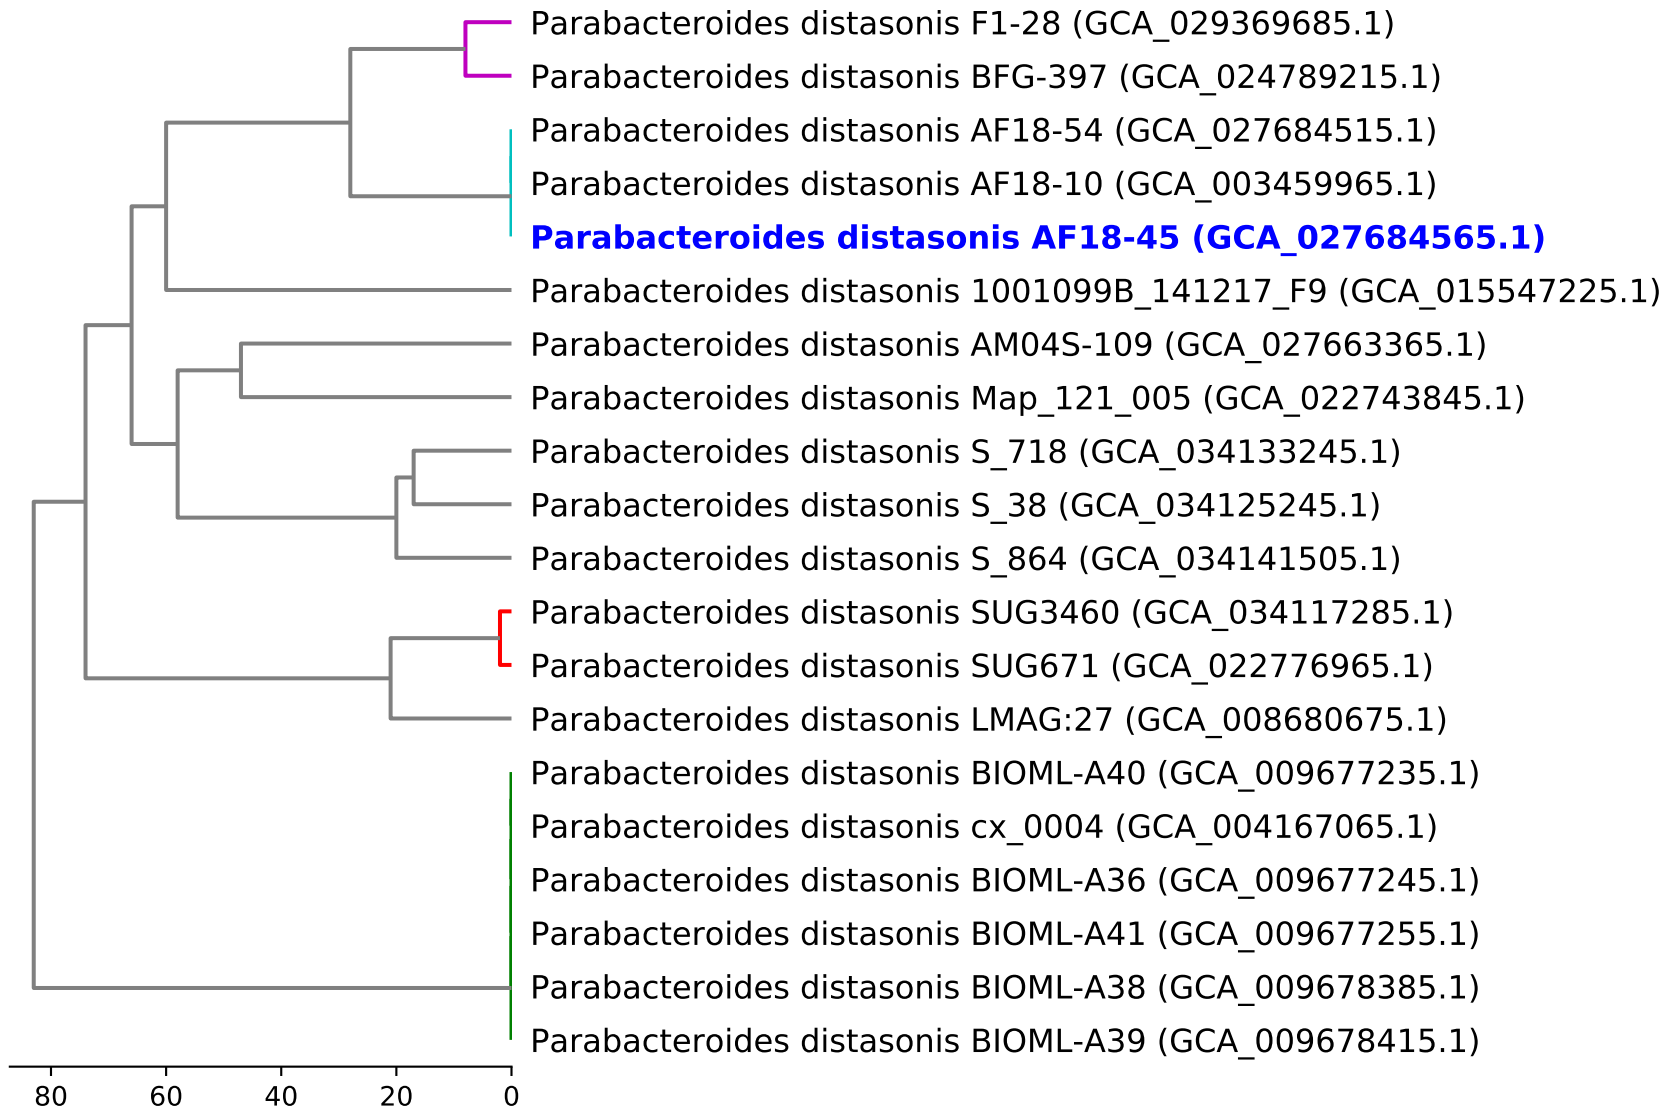 Parabacteroides distasonis F1-28 (GCA_029369685.1)
Parabacteroides distasonis BFG-397 (GCA_024789215.1)
Parabacteroides distasonis AF18-54 (GCA_027684515.1)
Parabacteroides distasonis AF18-10 (GCA_003459965.1)
Parabacteroides distasonis AF18-45 (GCA_027684565.1)
Parabacteroides distasonis 1001099B_141217_F9 (GCA_015547225.1)
Parabacteroides distasonis AM04S-109 (GCA_027663365.1)
Parabacteroides distasonis Map_121_005 (GCA_022743845.1)
Parabacteroides distasonis S_718 (GCA_034133245.1)
Parabacteroides distasonis S_38 (GCA_034125245.1)
Parabacteroides distasonis S_864 (GCA_034141505.1)
Parabacteroides distasonis SUG3460 (GCA_034117285.1)
Parabacteroides distasonis SUG671 (GCA_022776965.1)
Parabacteroides distasonis LMAG:27 (GCA_008680675.1)
Parabacteroides distasonis BIOML-A40 (GCA_009677235.1)
Parabacteroides distasonis cx_0004 (GCA_004167065.1)
Parabacteroides distasonis BIOML-A36 (GCA_009677245.1)
Parabacteroides distasonis BIOML-A41 (GCA_009677255.1)
Parabacteroides distasonis BIOML-A38 (GCA_009678385.1)
Parabacteroides distasonis BIOML-A39 (GCA_009678415.1)
80 60 40 20 0